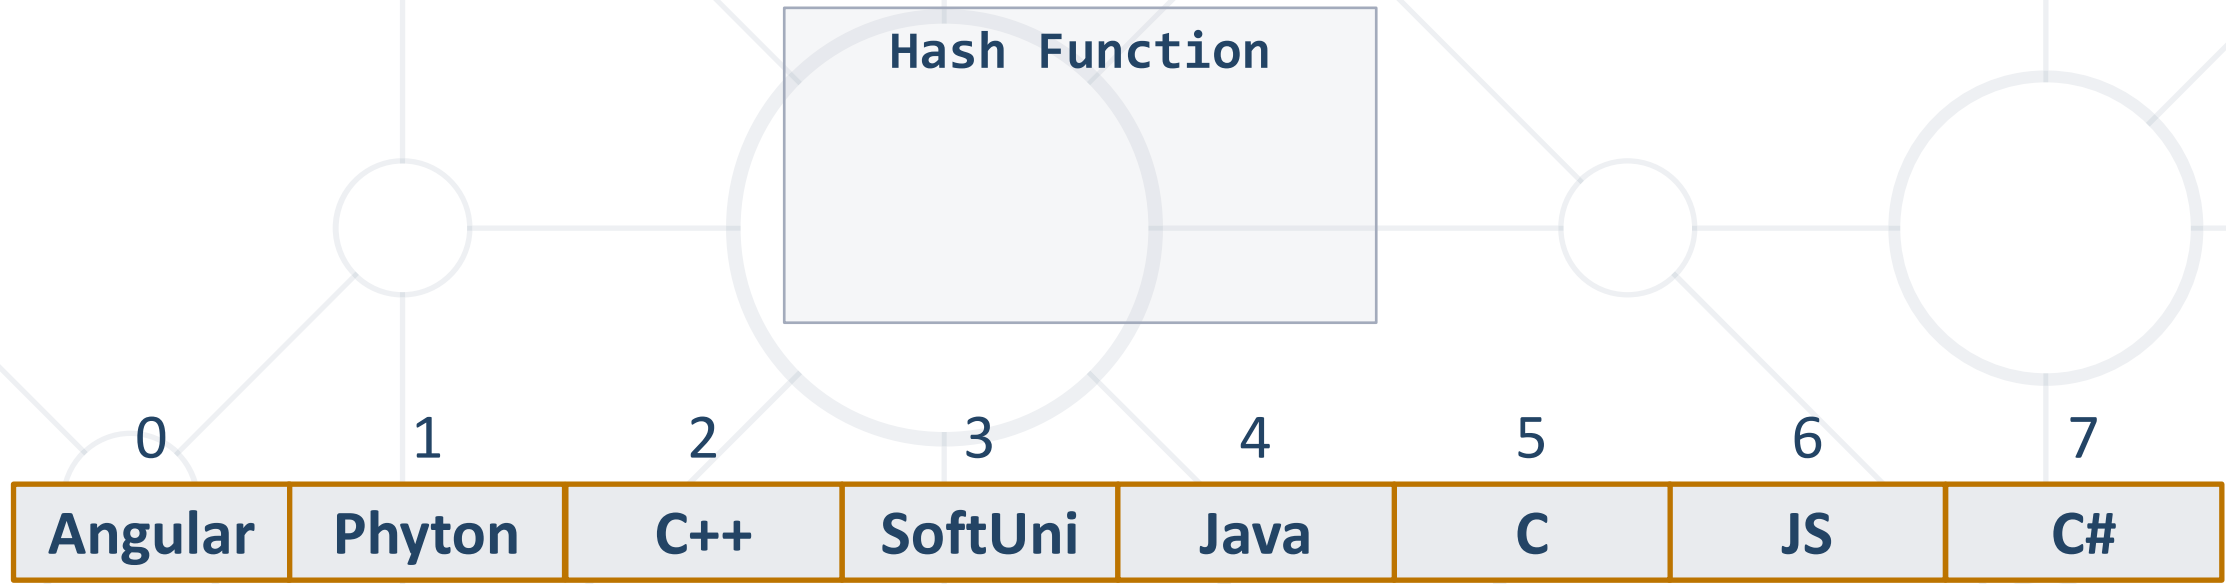 Hash Function
0 1 2 3 4 5 6 7
Angular Phyton C++ SoftUni Java C JS C#